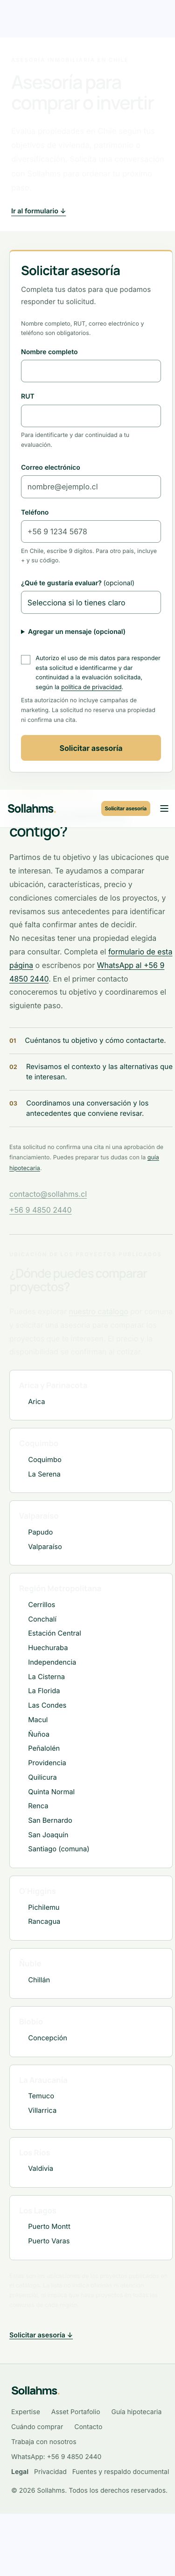 Asesoría para
comprar o invertir
Ir al formulario ↓
Solicitar asesoría
Completa tus datos para que podamos
responder tu solicitud.
Nombre completo, RUT, correo electrónico y
teléfono son obligatorios.
Nombre completo
RUT
Para identificarte y dar continuidad a tu
evaluación.
Correo electrónico
nombre@ejemplo.cl
Teléfono
+56 9 1234 5678
En Chile, escribe 9 dígitos. Para otro país, incluye
+ y su código.
¿Qué te gustaría evaluar? (opcional)
Selecciona si lo tienes claro
▸ Agregar un mensaje (opcional)
Autorizo el uso de mis datos para responder
esta solicitud e identificarme y dar
continuidad a la evaluación solicitada,
según la política de privacidad.
Esta autorización no incluye campañas de
marketing. La solicitud no reserva una propiedad
ni confirma una cita.
Solicitar asesoría
Sollahms.
Solicitar asesoría
contigo?
Partimos de tu objetivo y las ubicaciones que
te interesan. Te ayudamos a comparar
ubicación, características, precio y
condiciones comerciales de los proyectos, y
revisamos sus antecedentes para identificar
qué falta confirmar antes de decidir.
No necesitas tener una propiedad elegida
para consultar. Completa el formulario de esta
página o escríbenos por WhatsApp al +56 9
4850 2440. En el primer contacto
conoceremos tu objetivo y coordinaremos el
siguiente paso.
01 Cuéntanos tu objetivo y cómo contactarte.
02 Revisamos el contexto y las alternativas que
te interesan.
03 Coordinamos una conversación y los
antecedentes que conviene revisar.
Esta solicitud no confirma una cita ni una aprobación de
financiamiento. Puedes preparar tus dudas con la guía
hipotecaria.
contacto@sollahms.cl
+56 9 4850 2440
¿Dónde puedes comparar
proyectos?
Arica
Coquimbo
La Serena
Papudo
Valparaíso
Cerrillos
Conchalí
Estación Central
Huechuraba
Independencia
La Cisterna
La Florida
Las Condes
Macul
Ñuñoa
Peñalolén
Providencia
Quilicura
Quinta Normal
Renca
San Bernardo
San Joaquín
Santiago (comuna)
Pichilemu
Rancagua
Chillán
Concepción
Temuco
Villarrica
Valdivia
Puerto Montt
Puerto Varas
Solicitar asesoría ↓
Sollahms.
Expertise Asset Portafolio Guía hipotecaria
Cuándo comprar Contacto
Trabaja con nosotros
WhatsApp: +56 9 4850 2440
Legal Privacidad Fuentes y respaldo documental
© 2026 Sollahms. Todos los derechos reservados.